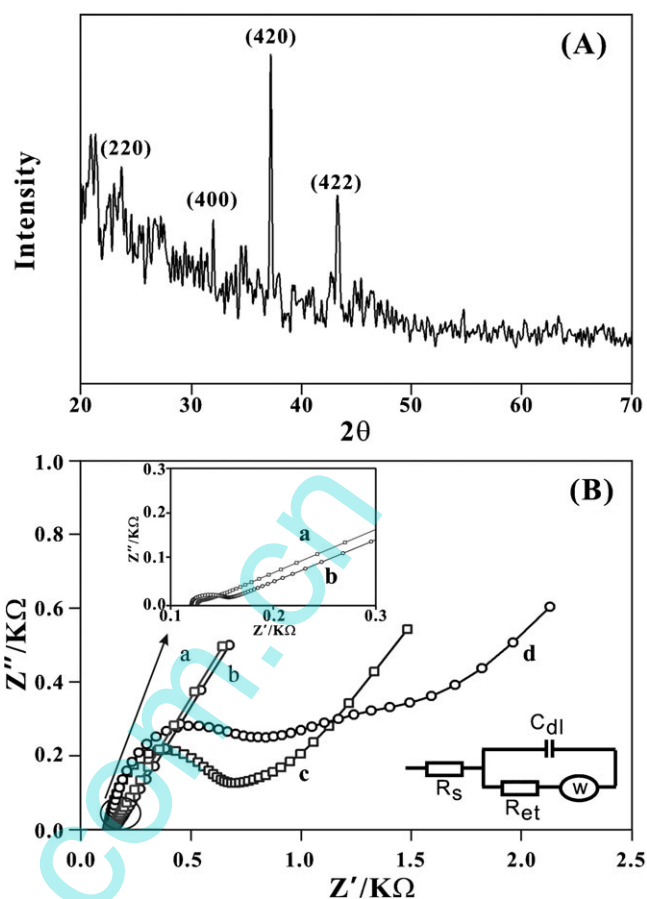 (A)
(420)
(220)
(422)
(400)
Intensity
20 30 40 50 60 70
2θ
(B)
1.0
0.8
0.6
0.4
0.2
0.0
Z″/KΩ
0.3
0.2
0.1
0.0
Z″/KΩ
a
b
0.1 0.2 0.3
Z′/KΩ
a
b
c
d
Cdl
Rs
Ret
W
0.0 0.5 1.0 1.5 2.0 2.5
Z′/KΩ
com.cn